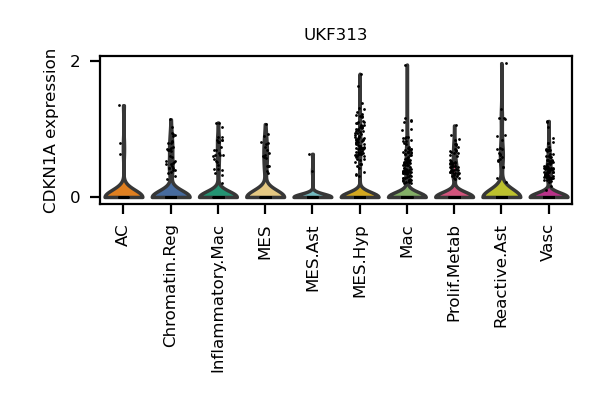 UKF313
CDKN1A expression
2
0
AC
Chromatin.Reg
Inflammatory.Mac
MES
MES.Ast
MES.Hyp
Mac
Prolif.Metab
Reactive.Ast
Vasc